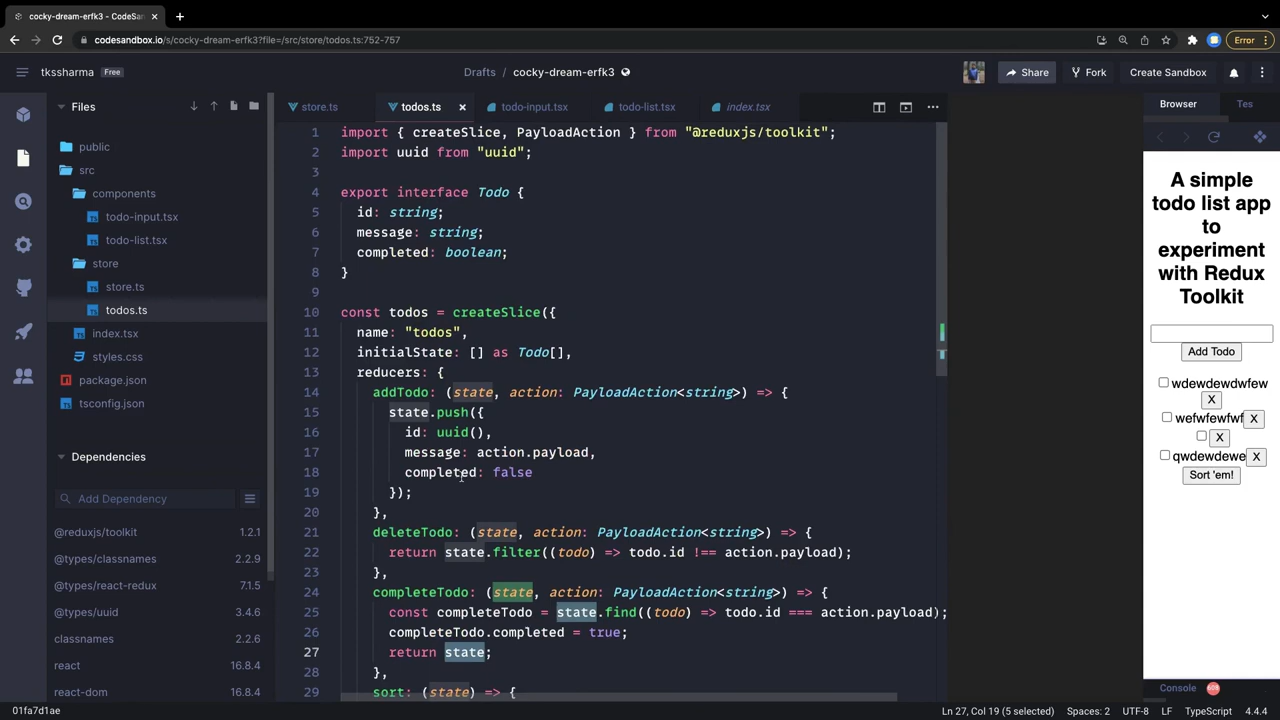 cocky-dream-erfk3 - CodeSan
codesandbox.io/s/cocky-dream-erfk3?file=/src/store/todos.ts:752-757
Error
tkssharma Free
Drafts / cocky-dream-erfk3
Share
Fork
Create Sandbox
Files
public
src
components
todo-input.tsx
todo-list.tsx
store
store.ts
todos.ts
index.tsx
styles.css
package.json
tsconfig.json
Dependencies
Add Dependency
@reduxjs/toolkit 1.2.1
@types/classnames 2.2.9
@types/react-redux 7.1.5
@types/uuid 3.4.6
classnames 2.2.6
react 16.8.4
react-dom 16.8.4
store.ts todos.ts todo-input.tsx todo-list.tsx index.tsx
1 import { createSlice, PayloadAction } from "@reduxjs/toolkit";
2 import uuid from "uuid";
3
4 export interface Todo {
5 id: string;
6 message: string;
7 completed: boolean;
8 }
9
10 const todos = createSlice({
11 name: "todos",
12 initialState: [] as Todo[],
13 reducers: {
14 addTodo: (state, action: PayloadAction<string>) => {
15 state.push({
16 id: uuid(),
17 message: action.payload,
18 completed: false
19 });
20 },
21 deleteTodo: (state, action: PayloadAction<string>) => {
22 return state.filter((todo) => todo.id !== action.payload);
23 },
24 completeTodo: (state, action: PayloadAction<string>) => {
25 const completeTodo = state.find((todo) => todo.id === action.payload);
26 completeTodo.completed = true;
27 return state;
28 },
29 sort: (state) => {
Browser Tes
A simple
todo list app
to
experiment
with Redux
Toolkit
Add Todo
wdewdewdwfew
X
wefwfewfwf X
X
qwdewdewe X
Sort 'em!
Console 608
01fa7d1ae
Ln 27, Col 19 (5 selected) Spaces: 2 UTF-8 LF TypeScript 4.4.4